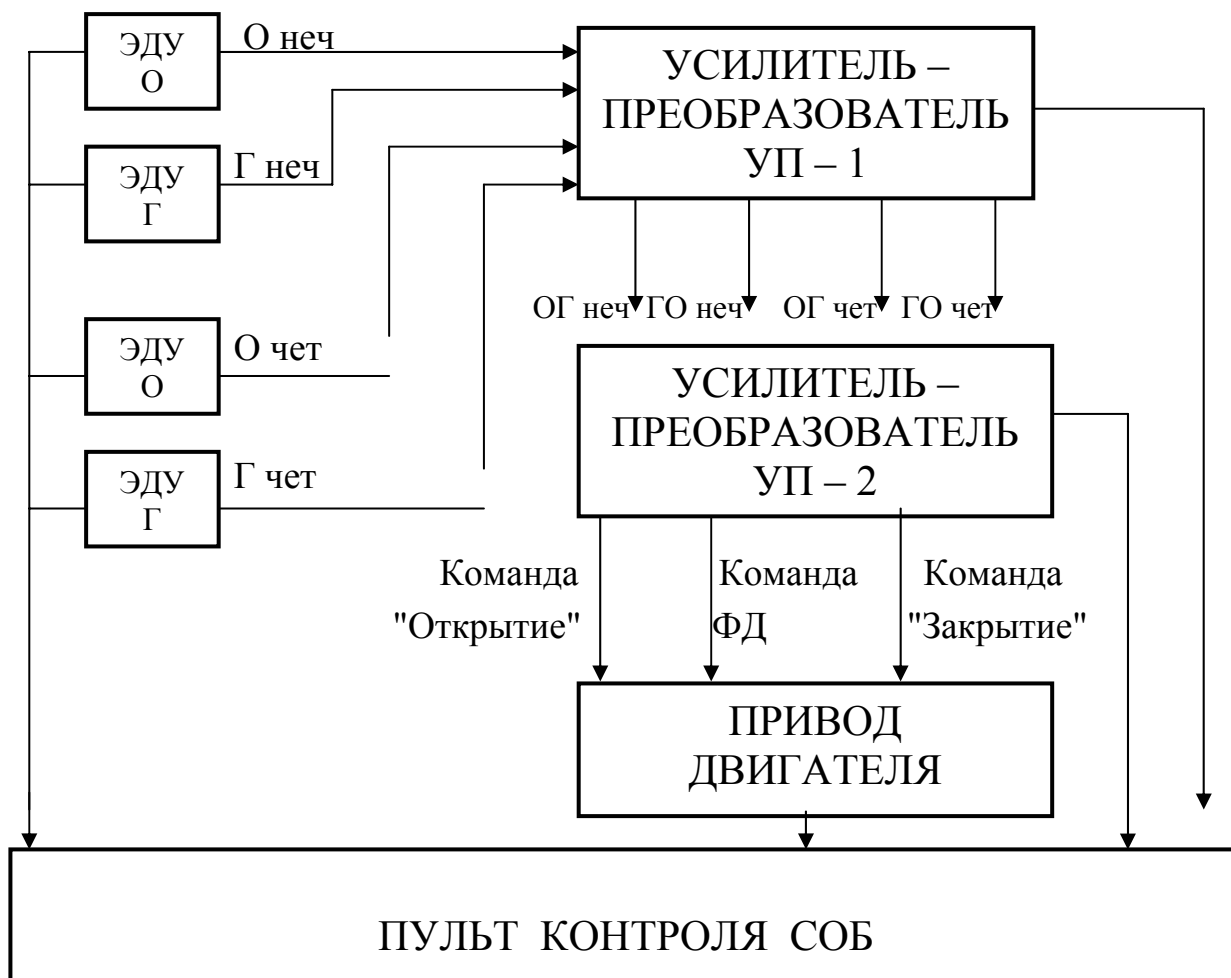 ЭДУ
О
О неч
УСИЛИТЕЛЬ –
ПРЕОБРАЗОВАТЕЛЬ
УП – 1
ЭДУ
Г
Г неч
ОГ неч ГО неч ОГ чет ГО чет
ЭДУ
О
О чет
УСИЛИТЕЛЬ –
ПРЕОБРАЗОВАТЕЛЬ
УП – 2
ЭДУ
Г
Г чет
Команда
"Открытие"
Команда
ФД
Команда
"Закрытие"
ПРИВОД
ДВИГАТЕЛЯ
ПУЛЬТ КОНТРОЛЯ СОБ